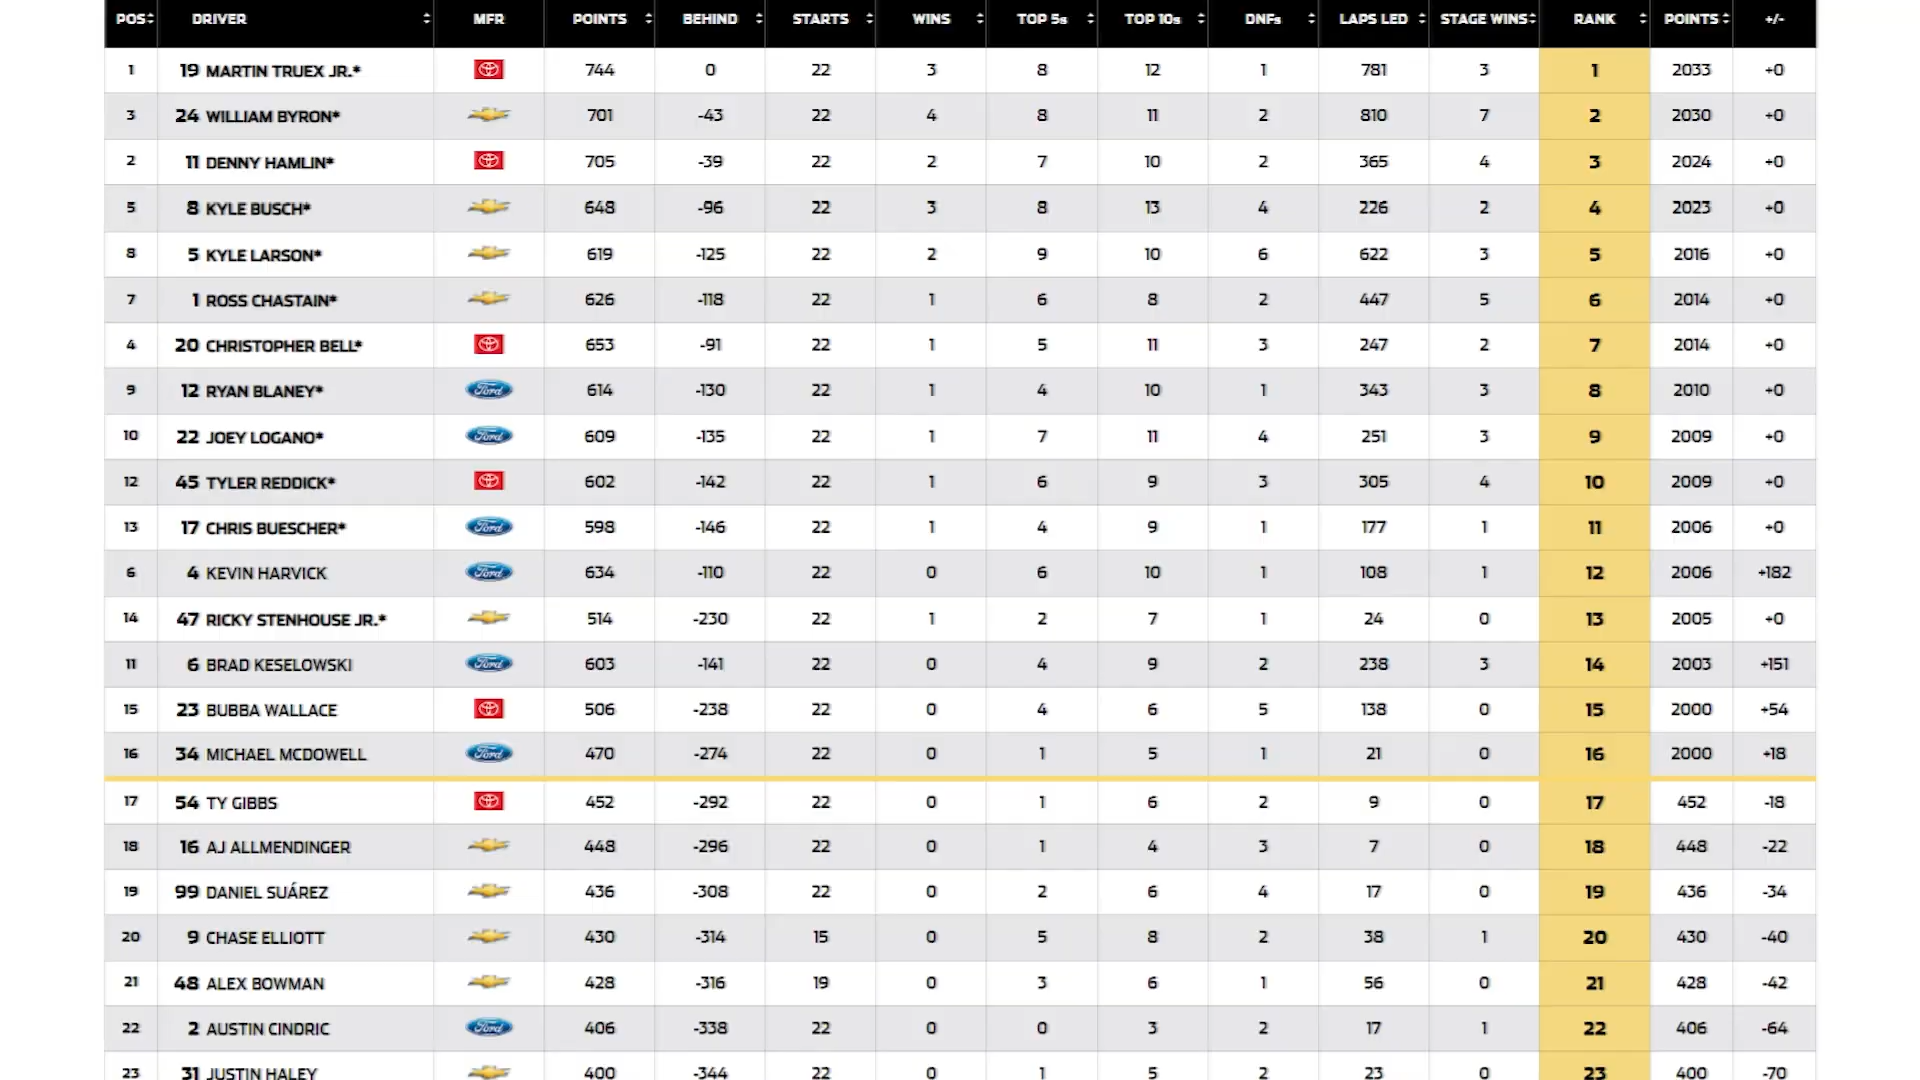 POS DRIVER MFR POINTS BEHIND STARTS WINS TOP 5s TOP 10s DNFs LAPS LED STAGE WINS RANK POINTS +/-
1 19 MARTIN TRUEX JR.* 744 0 22 3 8 12 1 781 3 1 2033 +0
3 24 WILLIAM BYRON* 701 -43 22 4 8 11 2 810 7 2 2030 +0
2 11 DENNY HAMLIN* 705 -39 22 2 7 10 2 365 4 3 2024 +0
5 8 KYLE BUSCH* 648 -96 22 3 8 13 4 226 2 4 2023 +0
8 5 KYLE LARSON* 619 -125 22 2 9 10 6 622 3 5 2016 +0
7 1 ROSS CHASTAIN* 626 -118 22 1 6 8 2 447 5 6 2014 +0
4 20 CHRISTOPHER BELL* 653 -91 22 1 5 11 3 247 2 7 2014 +0
9 12 RYAN BLANEY* Ford 614 -130 22 1 4 10 1 343 3 8 2010 +0
10 22 JOEY LOGANO* Ford 609 -135 22 1 7 11 4 251 3 9 2009 +0
12 45 TYLER REDDICK* 602 -142 22 1 6 9 3 305 4 10 2009 +0
13 17 CHRIS BUESCHER* Ford 598 -146 22 1 4 9 1 177 1 11 2006 +0
6 4 KEVIN HARVICK Ford 634 -110 22 0 6 10 1 108 1 12 2006 +182
14 47 RICKY STENHOUSE JR.* 514 -230 22 1 2 7 1 24 0 13 2005 +0
11 6 BRAD KESELOWSKI Ford 603 -141 22 0 4 9 2 238 3 14 2003 +151
15 23 BUBBA WALLACE 506 -238 22 0 4 6 5 138 0 15 2000 +54
16 34 MICHAEL MCDOWELL Ford 470 -274 22 0 1 5 1 21 0 16 2000 +18
17 54 TY GIBBS 452 -292 22 0 1 6 2 9 0 17 452 -18
18 16 AJ ALLMENDINGER 448 -296 22 0 1 4 3 7 0 18 448 -22
19 99 DANIEL SUÁREZ 436 -308 22 0 2 6 4 17 0 19 436 -34
20 9 CHASE ELLIOTT 430 -314 15 0 5 8 2 38 1 20 430 -40
21 48 ALEX BOWMAN 428 -316 19 0 3 6 1 56 0 21 428 -42
22 2 AUSTIN CINDRIC Ford 406 -338 22 0 0 3 2 17 1 22 406 -64
23 31 JUSTIN HALEY 400 -344 22 0 1 5 2 23 0 23 400 -70